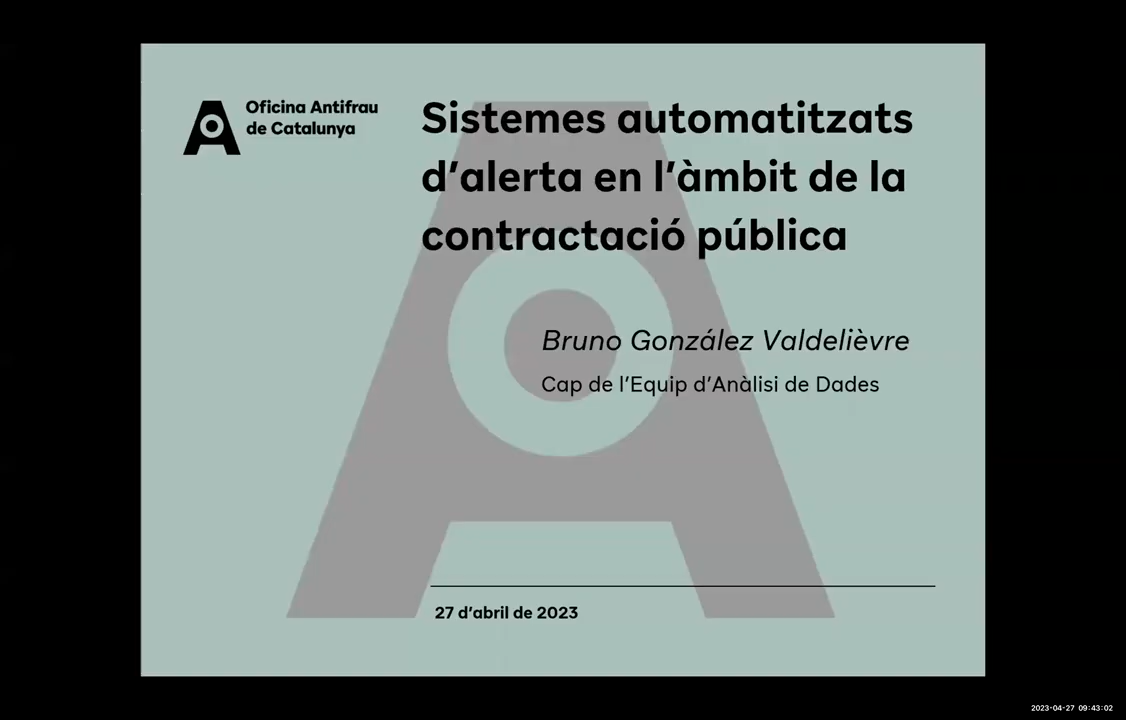 Oficina Antifrau
de Catalunya
Sistemes automatitzats
d'alerta en l'àmbit de la
contractació pública
Bruno González Valdelièvre
Cap de l'Equip d'Anàlisi de Dades
27 d'abril de 2023
2023-04-27 09:43:02